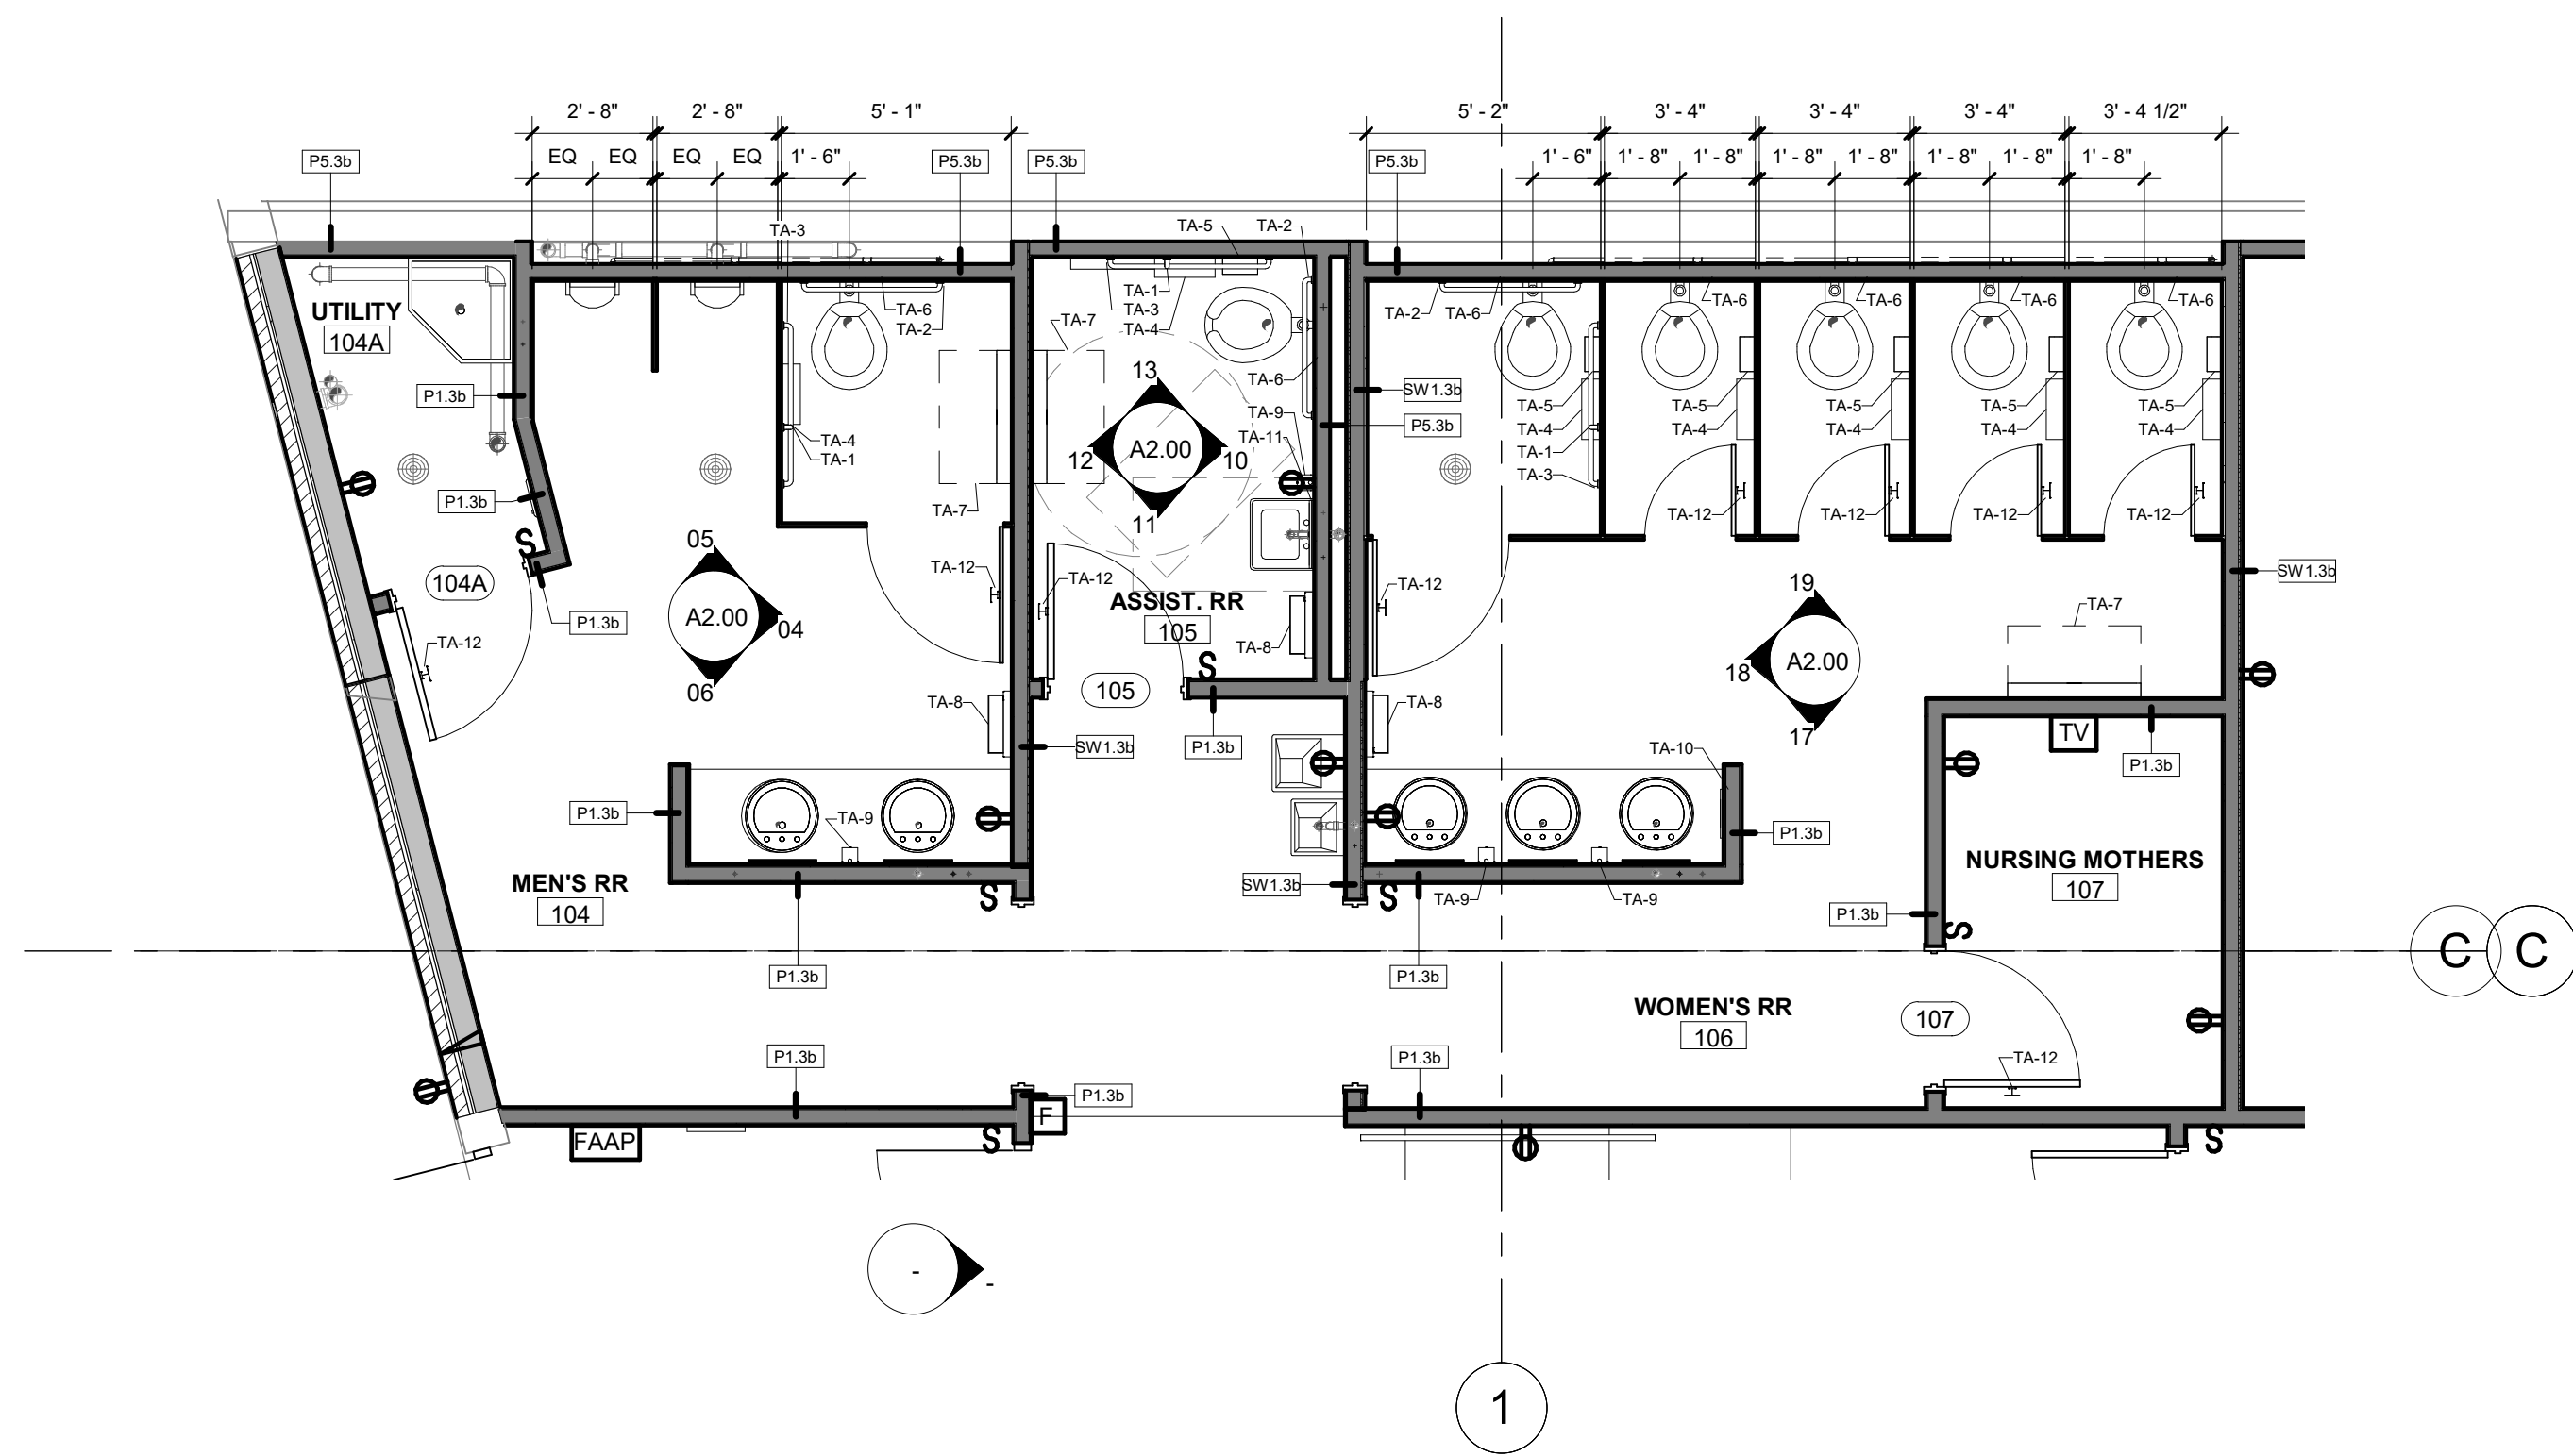 2' - 8" 2' - 8" 5' - 1" 5' - 2" 3' - 4" 3' - 4" 3' - 4" 3' - 4 1/2"
EQ EQ EQ EQ 1' - 6" 1' - 6" 1' - 8" 1' - 8" 1' - 8" 1' - 8" 1' - 8" 1' - 8" 1' - 8"
P5.3b P5.3b P5.3b P5.3b
TA-3 TA-5 TA-2
TA-1
TA-6 TA-6 TA-6 TA-6
UTILITY
104A
TA-6 TA-3 TA-2 TA-6
TA-2 TA-4 TA-7
13
TA-6
P1.3b SW1.3b
TA-9 TA-5 TA-5 TA-5 TA-5 TA-5
P5.3b
TA-4 TA-11 TA-4 TA-4 TA-4 TA-4 TA-4
TA-1 12 A2.00 10 TA-1
TA-3
P1.3b TA-7 11 TA-12 TA-12 TA-12 TA-12
05
TA-12 TA-12 TA-12
SW1.3b
104A 19
ASSIST. RR
105
TA-7
P1.3b A2.00 04
TA-12 TA-8
18 A2.00
06 105
TA-8 TA-8
17 TV
SW1.3b P1.3b TA-10
P1.3b
P1.3b TA-9 P1.3b
NURSING MOTHERS
107
MEN'S RR
104
S SW1.3b S TA-9 TA-9 P1.3b
S
C C
P1.3b P1.3b
WOMEN'S RR
106
107
P1.3b P1.3b TA-12
P1.3b
F
FAAP S S
S
S
- -
1